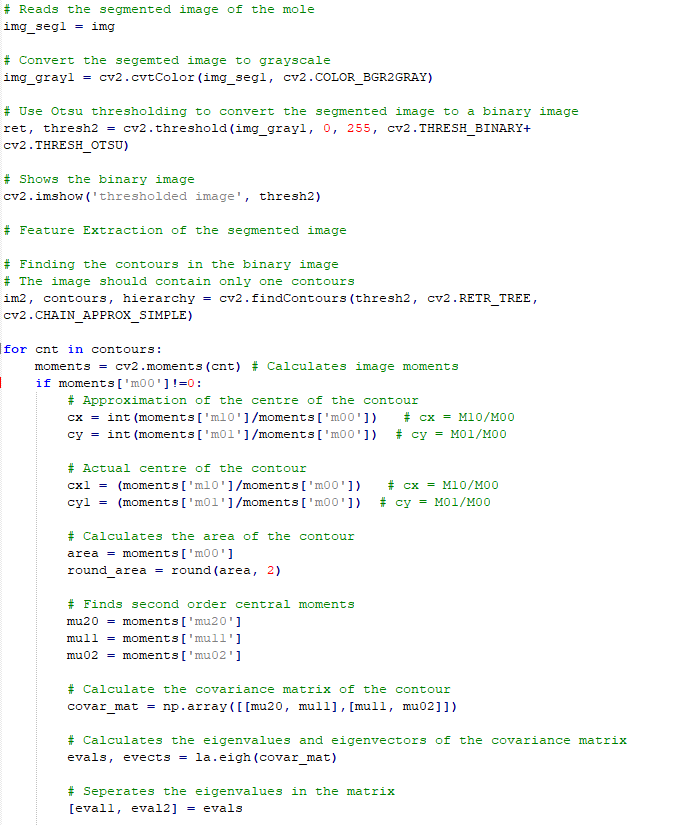 # Reads the segmented image of the mole
img_seg1 = img
# Convert the segemted image to grayscale
img_gray1 = cv2.cvtColor(img_seg1, cv2.COLOR_BGR2GRAY)
# Use Otsu thresholding to convert the segmented image to a binary image
ret, thresh2 = cv2.threshold(img_gray1, 0, 255, cv2.THRESH_BINARY+
cv2.THRESH_OTSU)
# Shows the binary image
cv2.imshow('thresholded image', thresh2)
# Feature Extraction of the segmented image
# Finding the contours in the binary image
# The image should contain only one contours
im2, contours, hierarchy = cv2.findContours(thresh2, cv2.RETR_TREE,
cv2.CHAIN_APPROX_SIMPLE)
for cnt in contours:
    moments = cv2.moments(cnt) # Calculates image moments
    if moments['m00']!=0:
        # Approximation of the centre of the contour
        cx = int(moments['m10']/moments['m00'])   # cx = M10/M00
        cy = int(moments['m01']/moments['m00'])  # cy = M01/M00
        # Actual centre of the contour
        cx1 = (moments['m10']/moments['m00'])   # cx = M10/M00
        cy1 = (moments['m01']/moments['m00'])  # cy = M01/M00
        # Calculates the area of the contour
        area = moments['m00']
        round_area = round(area, 2)
        # Finds second order central moments
        mu20 = moments['mu20']
        mu11 = moments['mu11']
        mu02 = moments['mu02']
        # Calculate the covariance matrix of the contour
        covar_mat = np.array([[mu20, mu11],[mu11, mu02]])
        # Calculates the eigenvalues and eigenvectors of the covariance matrix
        evals, evects = la.eigh(covar_mat)
        # Seperates the eigenvalues in the matrix
        [eval1, eval2] = evals